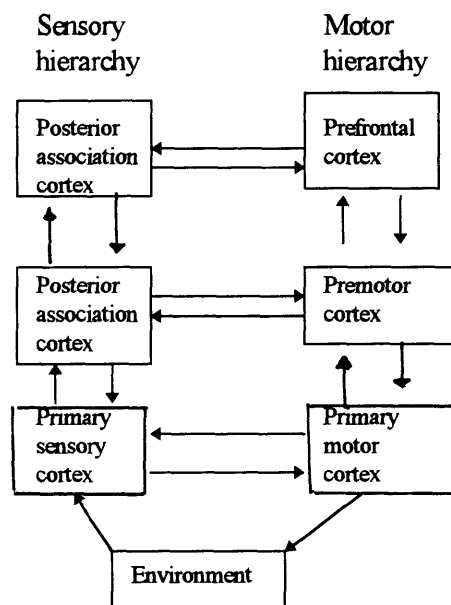 Sensory
hierarchy
Motor
hierarchy
Posterior
association
cortex
Prefrontal
cortex
Posterior
association
cortex
Premotor
cortex
Primary
sensory
cortex
Primary
motor
cortex
Environment